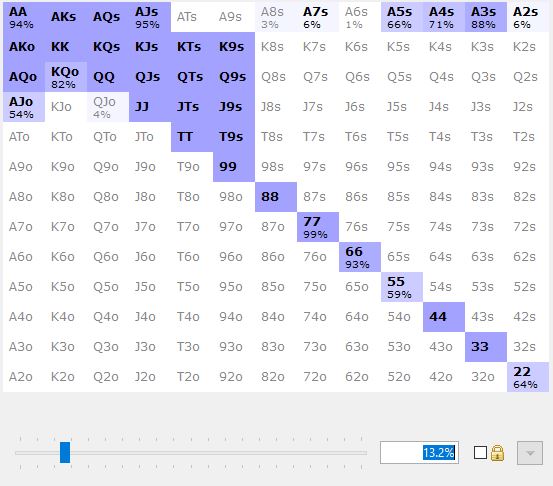 AA AKs AQs AJs ATs A9s A8s A7s A6s A5s A4s A3s A2s
94% 95% 3% 6% 1% 66% 71% 88% 6%
AKo KK KQs KJs KTs K9s K8s K7s K6s K5s K4s K3s K2s
AQo KQo QQ QJs QTs Q9s Q8s Q7s Q6s Q5s Q4s Q3s Q2s
82%
AJo KJo QJo JJ JTs J9s J8s J7s J6s J5s J4s J3s J2s
54% 4%
ATo KTo QTo JTo TT T9s T8s T7s T6s T5s T4s T3s T2s
A9o K9o Q9o J9o T9o 99 98s 97s 96s 95s 94s 93s 92s
A8o K8o Q8o J8o T8o 98o 88 87s 86s 85s 84s 83s 82s
A7o K7o Q7o J7o T7o 97o 87o 77 76s 75s 74s 73s 72s
99%
A6o K6o Q6o J6o T6o 96o 86o 76o 66 65s 64s 63s 62s
93%
A5o K5o Q5o J5o T5o 95o 85o 75o 65o 55 54s 53s 52s
59%
A4o K4o Q4o J4o T4o 94o 84o 74o 64o 54o 44 43s 42s
A3o K3o Q3o J3o T3o 93o 83o 73o 63o 53o 43o 33 32s
A2o K2o Q2o J2o T2o 92o 82o 72o 62o 52o 42o 32o 22
64%
13.2%